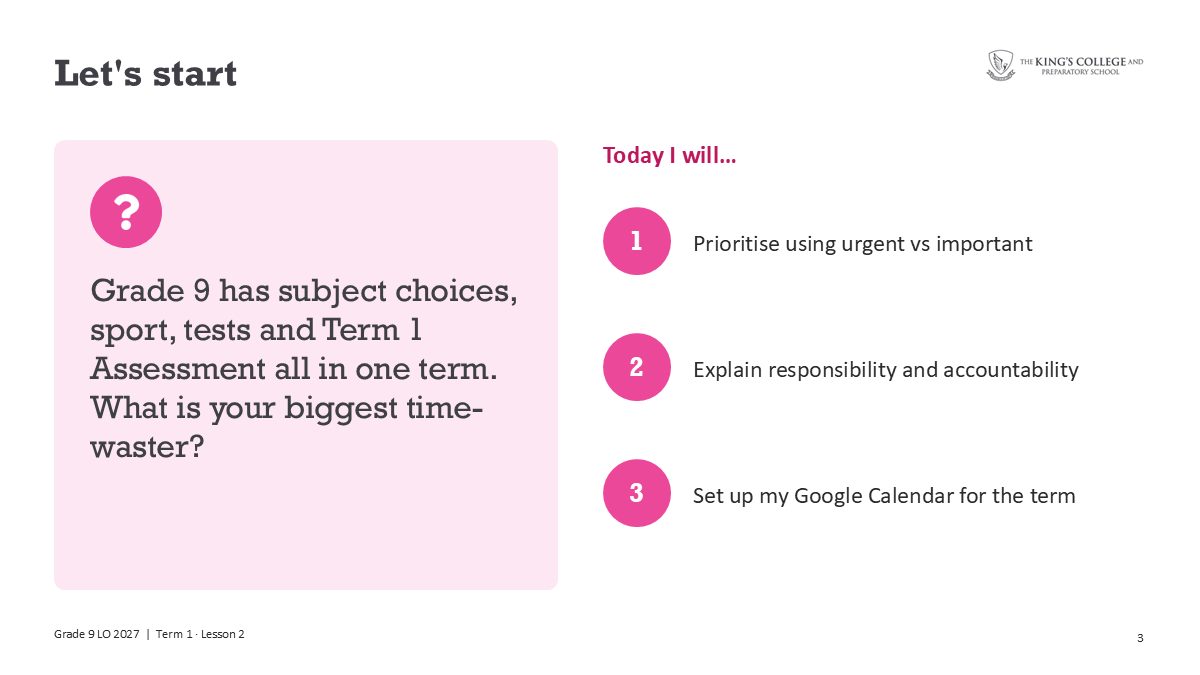 Let's start
THE KING'S COLLEGE AND
PREPARATORY SCHOOL
?
Grade 9 has subject choices,
sport, tests and Term 1
Assessment all in one term.
What is your biggest time-
waster?
Today I will...
1
Prioritise using urgent vs important
2
Explain responsibility and accountability
3
Set up my Google Calendar for the term
Grade 9 LO 2027 | Term 1 · Lesson 2
3